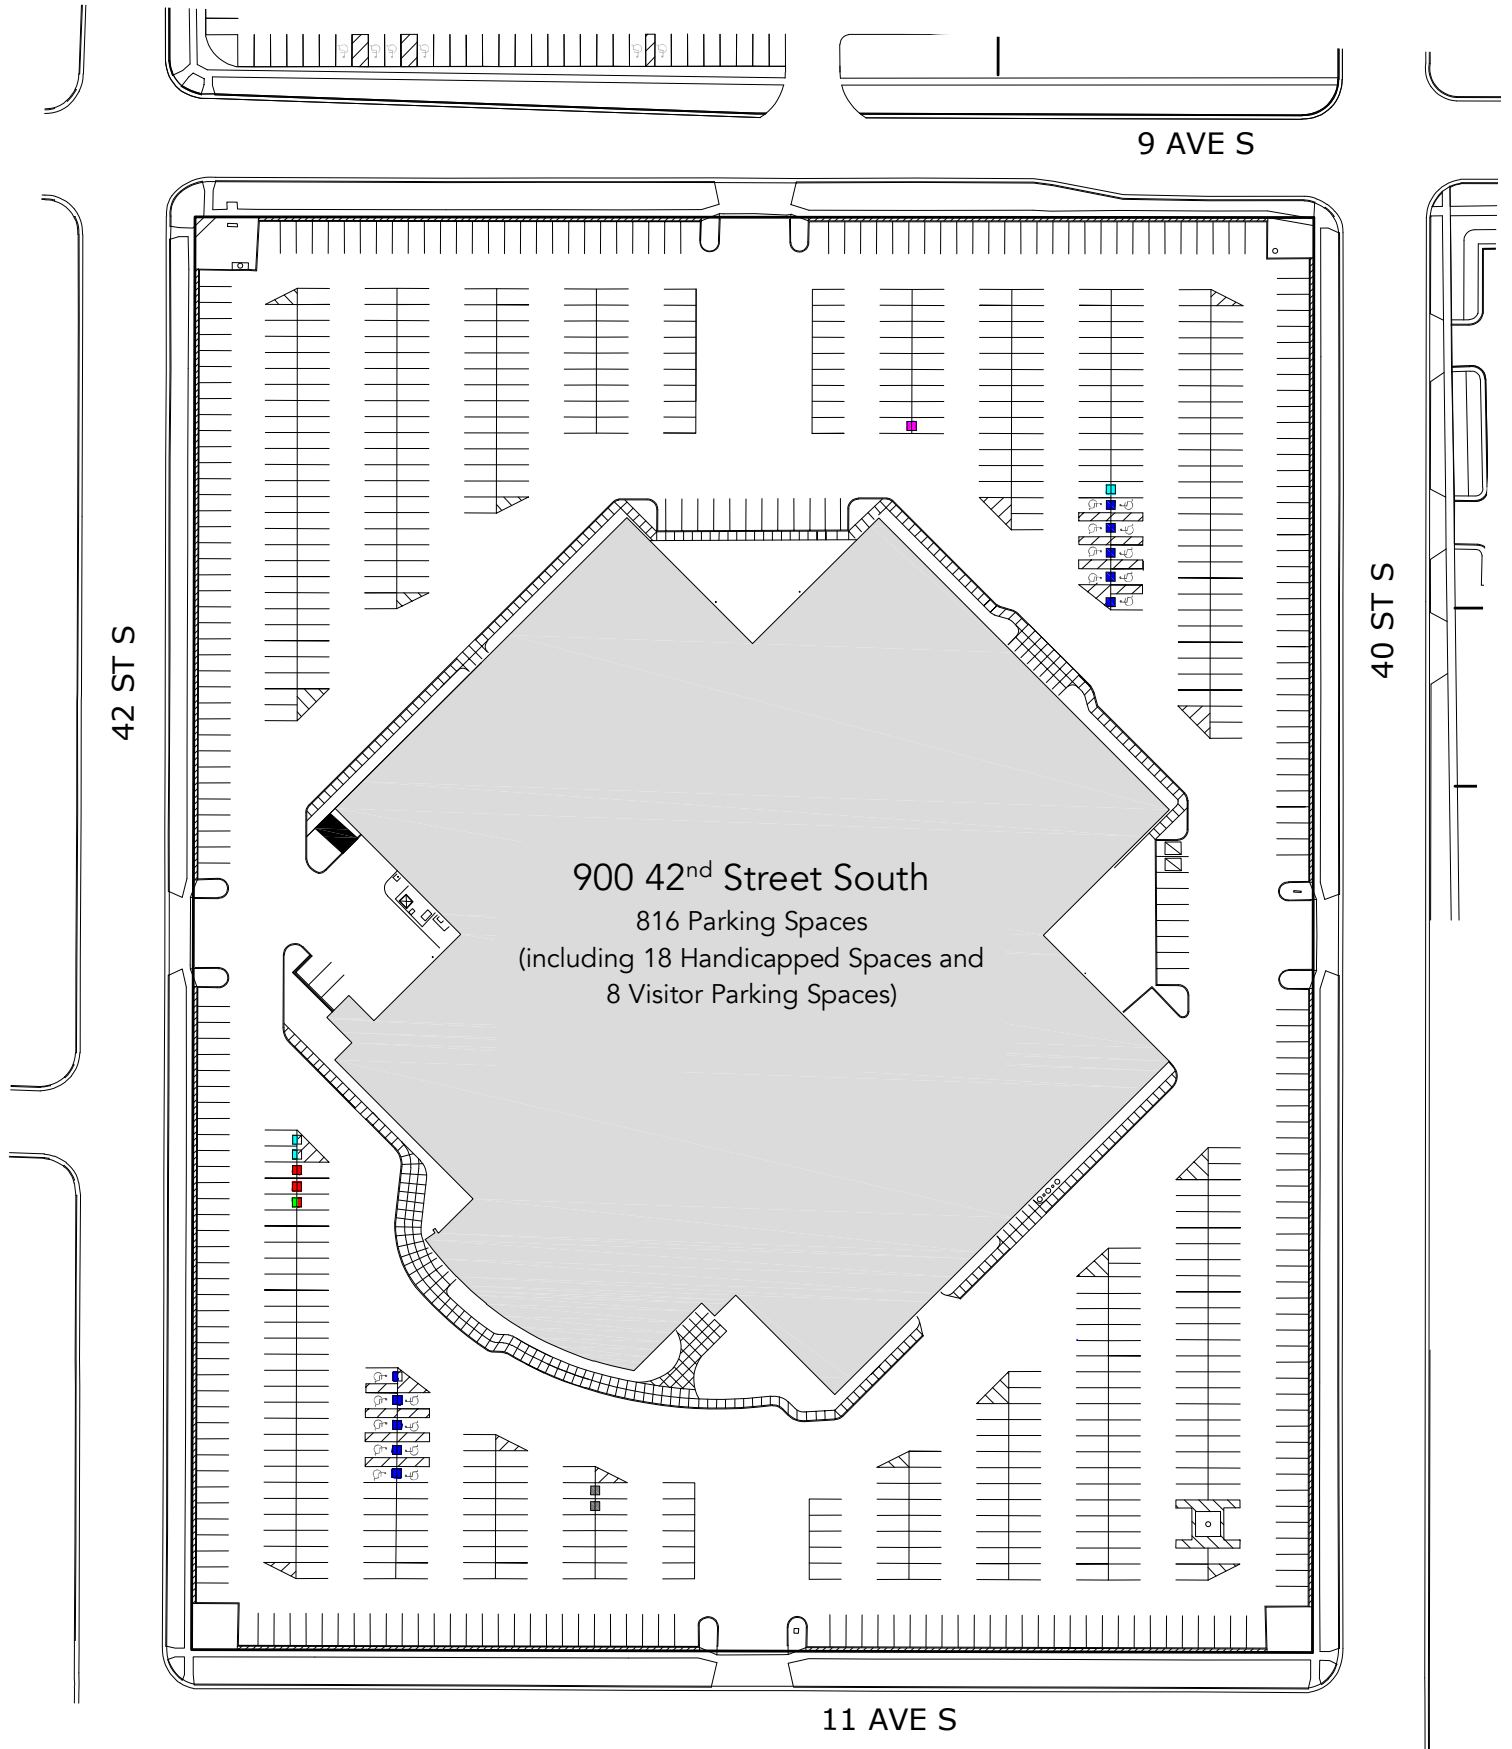 9 AVE S
42 ST S
40 ST S
900 42nd Street South
816 Parking Spaces
(including 18 Handicapped Spaces and
8 Visitor Parking Spaces)
11 AVE S